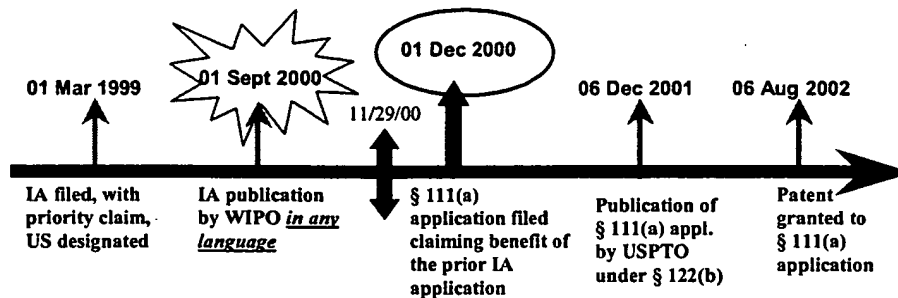 01 Mar 1999
01 Sept 2000
11/29/00
01 Dec 2000
06 Dec 2001
06 Aug 2002
IA filed, with
priority claim,
US designated
IA publication
by WIPO in any
language
§ 111(a)
application filed
claiming benefit of
the prior IA
application
Publication of
§ 111(a) appl.
by USPTO
under § 122(b)
Patent
granted to
§ 111(a)
application